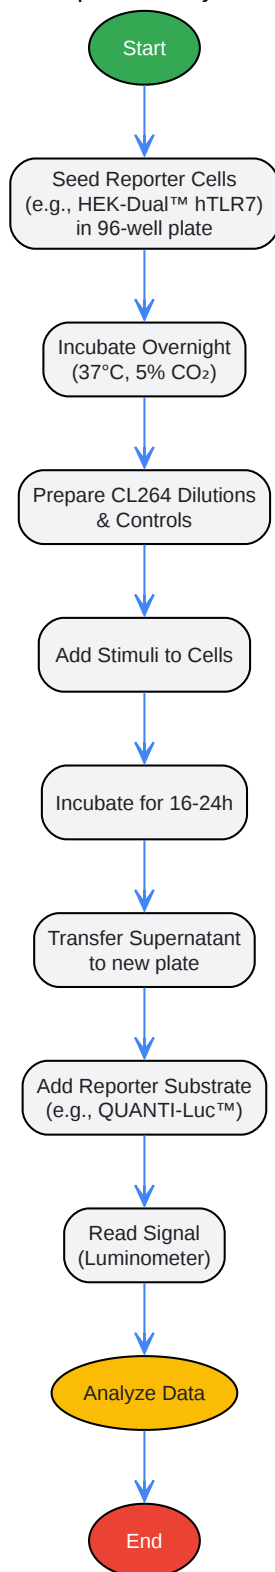 Start
Seed Reporter Cells
(e.g., HEK-Dual™ hTLR7)
in 96-well plate
Incubate Overnight
(37°C, 5% CO₂)
Prepare CL264 Dilutions
& Controls
Add Stimuli to Cells
Incubate for 16-24h
Transfer Supernatant
to new plate
Add Reporter Substrate
(e.g., QUANTI-Luc™)
Read Signal
(Luminometer)
Analyze Data
End